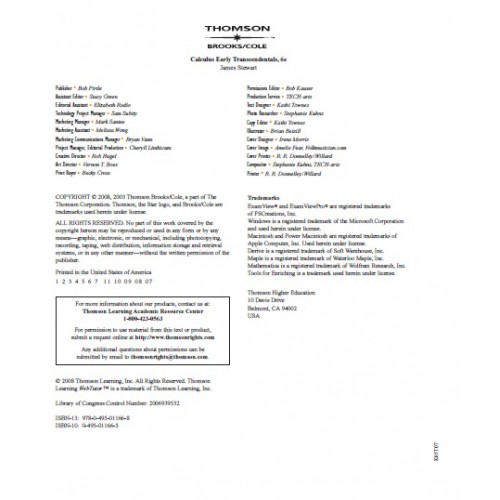 THOMSON
BROOKS/COLE
Calculus Early Transcendentals, 6e
James Stewart
Publisher • Bob Pirtle
Assistant Editor • Stacy Green
Editorial Assistant • Elizabeth Rodio
Technology Project Manager • Sam Subity
Marketing Manager • Mark Santee
Marketing Assistant • Melissa Wong
Marketing Communications Manager • Bryan Vann
Project Manager, Editorial Production • Cheryll Linthicum
Creative Director • Rob Hugel
Art Director • Vernon T. Boes
Print Buyer • Becky Cross
Permissions Editor • Bob Kauser
Production Service • TECH·arts
Text Designer • Kathi Townes
Photo Researcher • Stephanie Kuhns
Copy Editor • Kathi Townes
Illustrator • Brian Betsill
Cover Designer • Irene Morris
Cover Image •
Cover Printer • R. R. Donnelley/Willard
Compositor • Stephanie Kuhns, TECH·arts
Printer • R. R. Donnelley/Willard
COPYRIGHT © 2008, 2003 Thomson Brooks/Cole, a part of The
Thomson Corporation. Thomson, the Star logo, and Brooks/Cole are
trademarks used herein under license.
ALL RIGHTS RESERVED. No part of this work covered by the
copyright hereon may be reproduced or used in any form or by any
means—graphic, electronic, or mechanical, including photocopying,
recording, taping, web distribution, information storage and retrieval
systems, or in any other manner—without the written permission of the
publisher.
Printed in the United States of America
1 2 3 4 5 6 7 11 10 09 08 07
For more information about our products, contact us at:
Thomson Learning Academic Resource Center
1-800-423-0563
For permission to use material from this text or product,
submit a request online at http://www.thomsonrights.com.
Any additional questions about permissions can be
submitted by email to thomsonrights@thomson.com.
© 2008 Thomson Learning, Inc. All Rights Reserved. Thomson
Learning WebTutor™ is a trademark of Thomson Learning, Inc.
Library of Congress Control Number: 2006939532
ISBN-13: 978-0-495-01166-8
ISBN-10: 0-495-01166-5
Trademarks
ExamView® and ExamViewPro® are registered trademarks
of FSCreations, Inc.
Windows is a registered trademark of the Microsoft Corporation
and used herein under license.
Macintosh and Power Macintosh are registered trademarks of
Apple Computer, Inc. Used herein under license.
Derive is a registered trademark of Soft Warehouse, Inc.
Maple is a registered trademark of Waterloo Maple, Inc.
Mathematica is a registered trademark of Wolfram Research, Inc.
Tools for Enriching is a trademark used herein under license.
Thomson Higher Education
10 Davis Drive
Belmont, CA 94002
USA